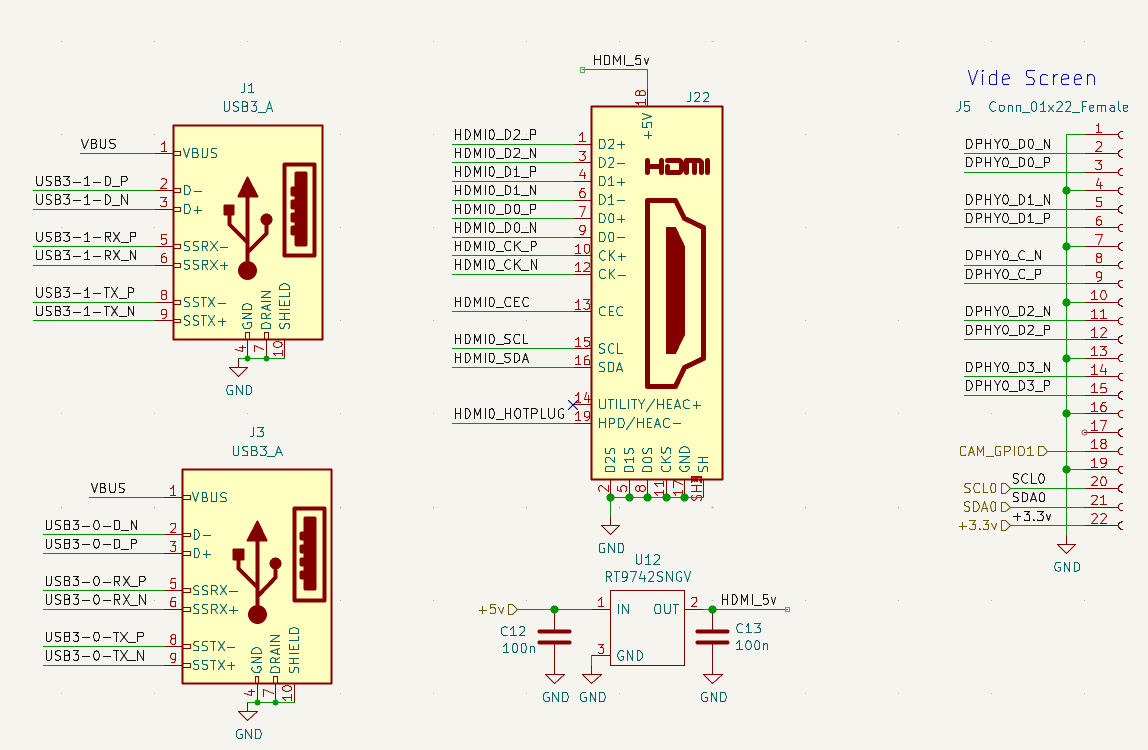 J1
USB3_A
VBUS
1
VBUS
USB3-1-D_P
2
D-
USB3-1-D_N
3
D+
USB3-1-RX_P
5
SSRX-
USB3-1-RX_N
6
SSRX+
USB3-1-TX_P
8
SSTX-
USB3-1-TX_N
9
SSTX+
GND
DRAIN
SHIELD
4
7
10
GND
J3
USB3_A
VBUS
1
VBUS
USB3-0-D_N
2
D-
USB3-0-D_P
3
D+
USB3-0-RX_P
5
SSRX-
USB3-0-RX_N
6
SSRX+
USB3-0-TX_P
8
SSTX-
USB3-0-TX_N
9
SSTX+
GND
DRAIN
SHIELD
4
7
10
GND
HDMI_5v
18
J22
+5V
HDMI
HDMI0_D2_P
1
D2+
HDMI0_D2_N
3
D2-
HDMI0_D1_P
4
D1+
HDMI0_D1_N
6
D1-
HDMI0_D0_P
7
D0+
HDMI0_D0_N
9
D0-
HDMI0_CK_P
10
CK+
HDMI0_CK_N
12
CK-
HDMI0_CEC
13
CEC
HDMI0_SCL
15
SCL
HDMI0_SDA
16
SDA
14
UTILITY/HEAC+
HDMI0_HOTPLUG
19
HPD/HEAC-
D2S
D1S
D0S
CKS
GND
SH
2
5
8
11
17
GND
U12
RT9742SNGV
+5v
1
IN
OUT
2
HDMI_5v
C12
100n
3
GND
C13
100n
GND
GND
GND
Vide Screen
J5 Conn_01x22_Female
1
DPHY0_D0_N
2
DPHY0_D0_P
3
4
DPHY0_D1_N
5
DPHY0_D1_P
6
7
DPHY0_C_N
8
DPHY0_C_P
9
10
DPHY0_D2_N
11
DPHY0_D2_P
12
13
DPHY0_D3_N
14
DPHY0_D3_P
15
16
17
CAM_GPIO1
18
19
SCL0
SCL0
20
SDA0
SDA0
21
+3.3v
+3.3v
22
GND